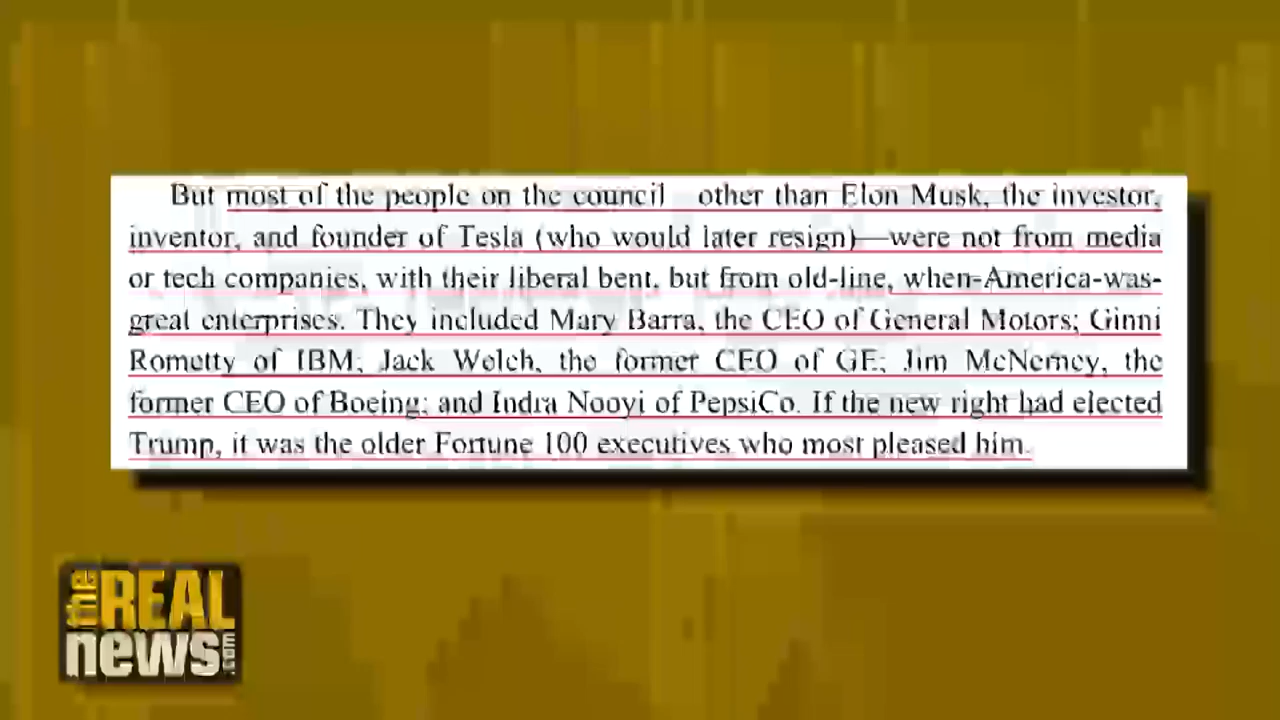 But most of the people on the council other than Elon Musk, the investor,
inventor, and founder of Tesla (who would later resign)—were not from media
or tech companies, with their liberal bent, but from old-line, when-America-was-
great enterprises. They included Mary Barra, the CEO of General Motors; Ginni
Rometty of IBM; Jack Welch, the former CEO of GE; Jim McNerney, the
former CEO of Boeing; and Indra Nooyi of PepsiCo. If the new right had elected
Trump, it was the older Fortune 100 executives who most pleased him.
the REAL
news.com